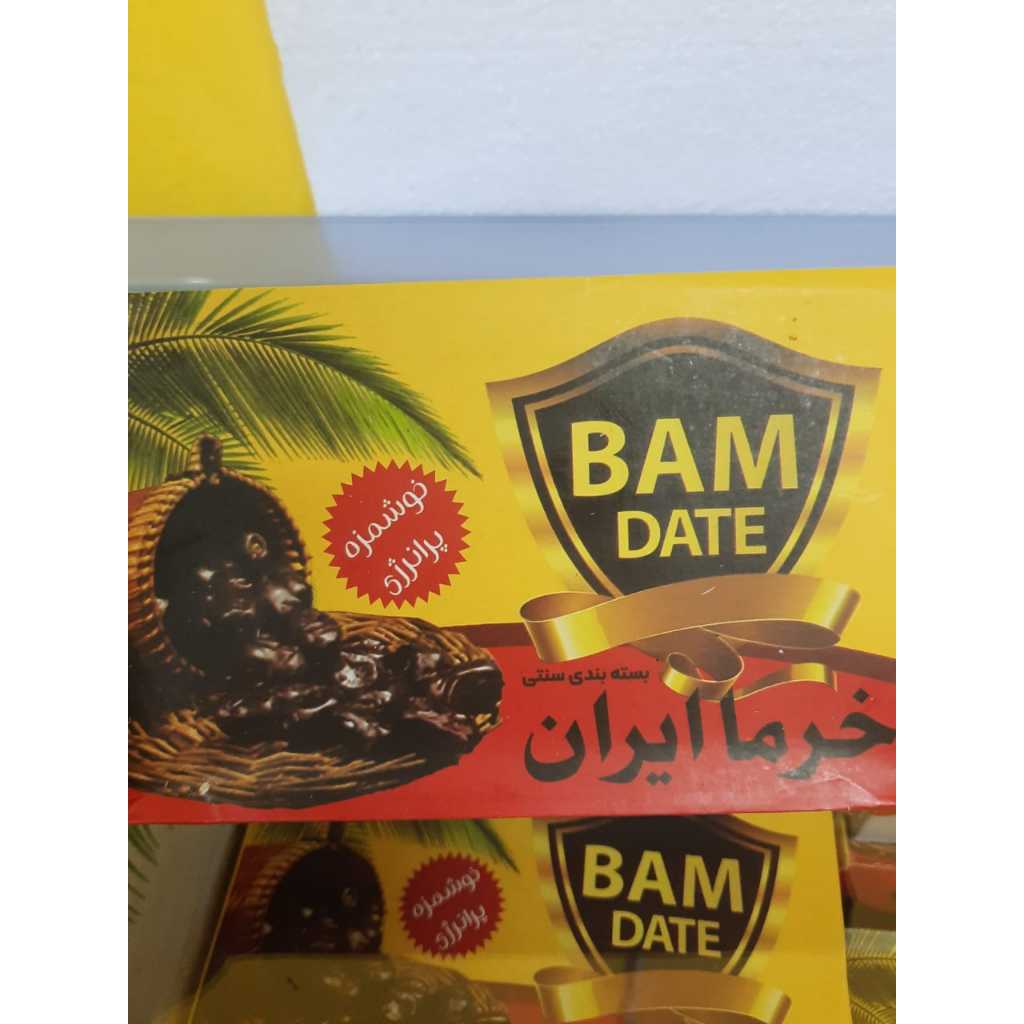 BAM
DATE
خوشمزه
پرانرژی
بسته بندی سنتی
خرما ایران
BAM
DATE
خوشمزه
پرانرژی